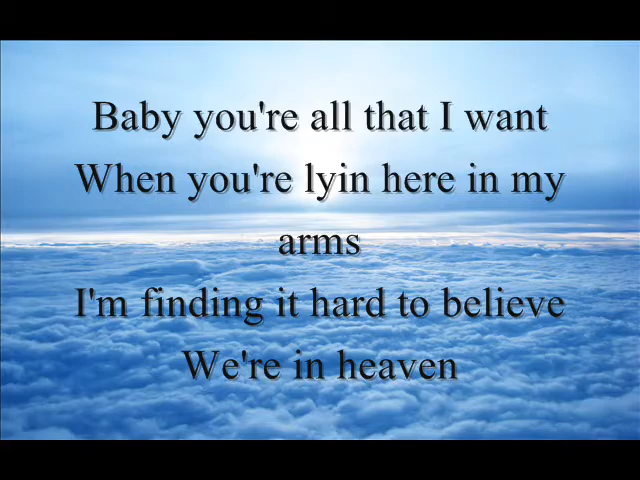 Baby you're all that I want
When you're lyin here in my
arms
I'm finding it hard to believe
We're in heaven